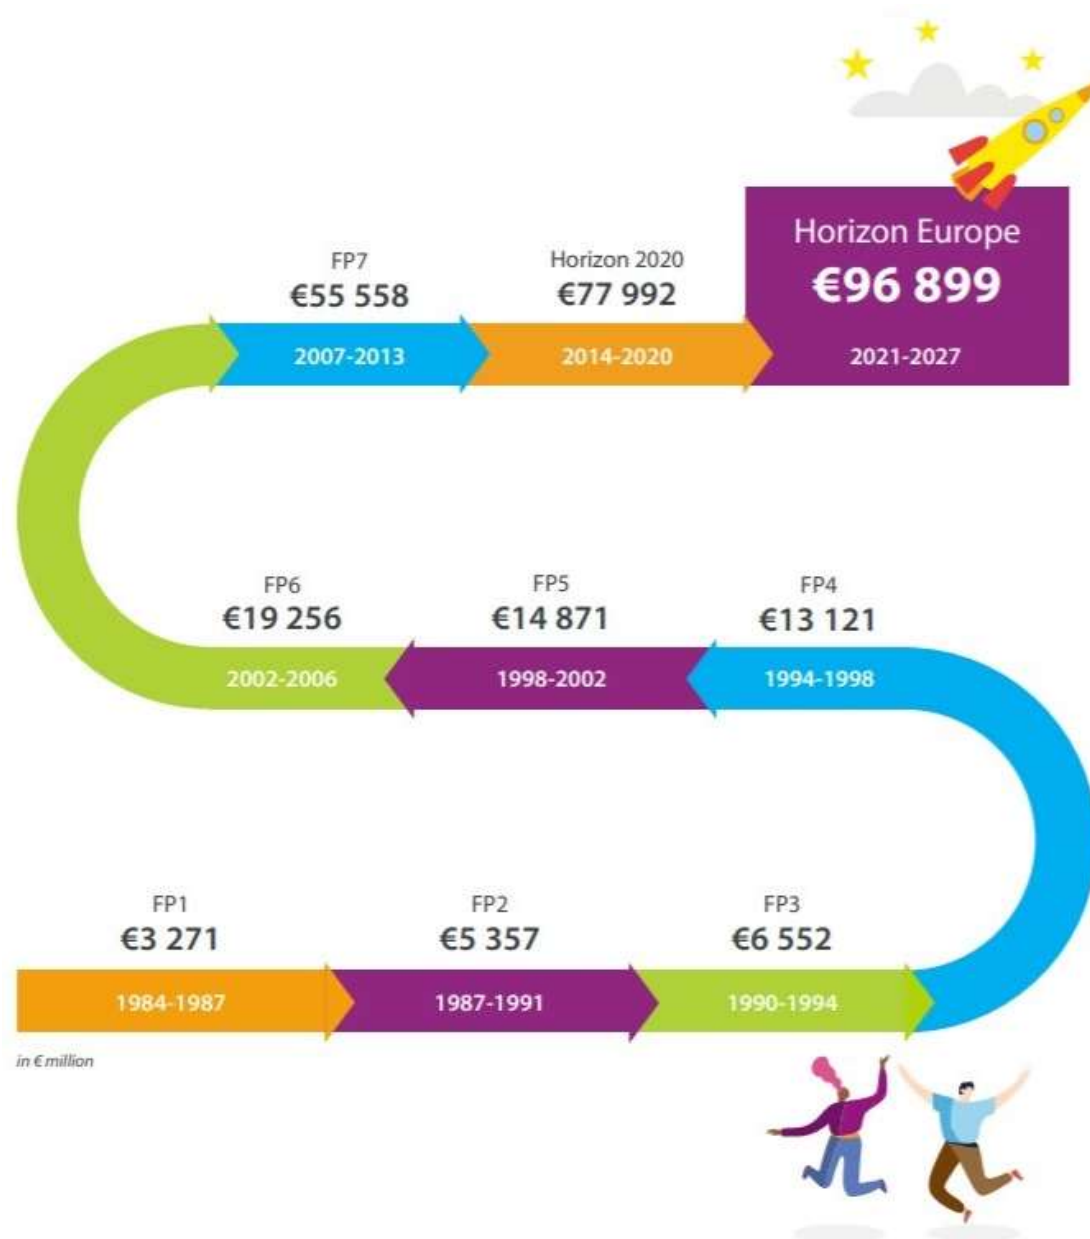 Horizon Europe
€96 899
2021-2027
FP7
€55 558
2007-2013
Horizon 2020
€77 992
2014-2020
FP6
€19 256
2002-2006
FP5
€14 871
1998-2002
FP4
€13 121
1994-1998
FP1
€3 271
1984-1987
FP2
€5 357
1987-1991
FP3
€6 552
1990-1994
in € million